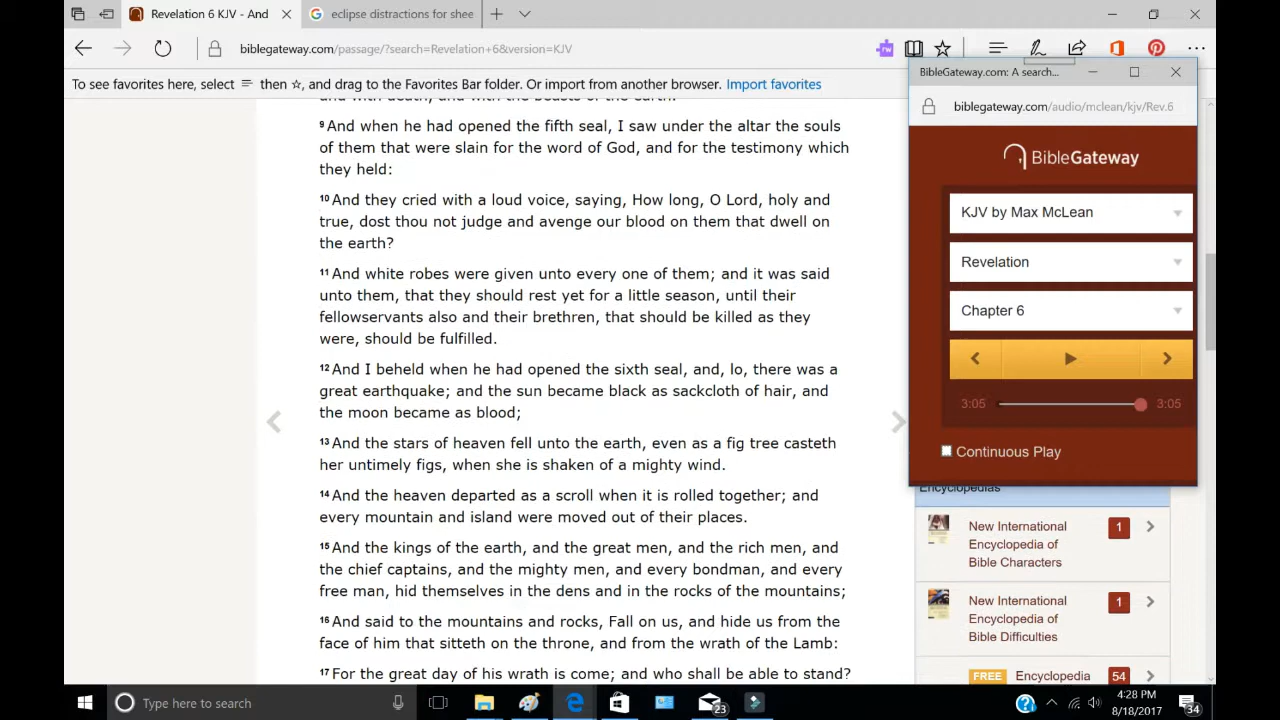 Revelation 6 KJV - And
eclipse distractions for shee
biblegateway.com/passage/?search=Revelation+6&version=KJV
To see favorites here, select then ☆, and drag to the Favorites Bar folder. Or import from another browser. Import favorites
and with death, and with the beasts of the earth.
9 And when he had opened the fifth seal, I saw under the altar the souls
of them that were slain for the word of God, and for the testimony which
they held:
10 And they cried with a loud voice, saying, How long, O Lord, holy and
true, dost thou not judge and avenge our blood on them that dwell on
the earth?
11 And white robes were given unto every one of them; and it was said
unto them, that they should rest yet for a little season, until their
fellowservants also and their brethren, that should be killed as they
were, should be fulfilled.
12 And I beheld when he had opened the sixth seal, and, lo, there was a
great earthquake; and the sun became black as sackcloth of hair, and
the moon became as blood;
13 And the stars of heaven fell unto the earth, even as a fig tree casteth
her untimely figs, when she is shaken of a mighty wind.
14 And the heaven departed as a scroll when it is rolled together; and
every mountain and island were moved out of their places.
15 And the kings of the earth, and the great men, and the rich men, and
the chief captains, and the mighty men, and every bondman, and every
free man, hid themselves in the dens and in the rocks of the mountains;
16 And said to the mountains and rocks, Fall on us, and hide us from the
face of him that sitteth on the throne, and from the wrath of the Lamb:
17 For the great day of his wrath is come; and who shall be able to stand?
BibleGateway.com: A search...
biblegateway.com/audio/mclean/kjv/Rev.6
BibleGateway
KJV by Max McLean
Revelation
Chapter 6
3:05
3:05
Continuous Play
Encyclopedias
New International
Encyclopedia of
Bible Characters
1
New International
Encyclopedia of
Bible Difficulties
1
FREE Encyclopedia
54
Type here to search
23
4:28 PM
8/18/2017
34